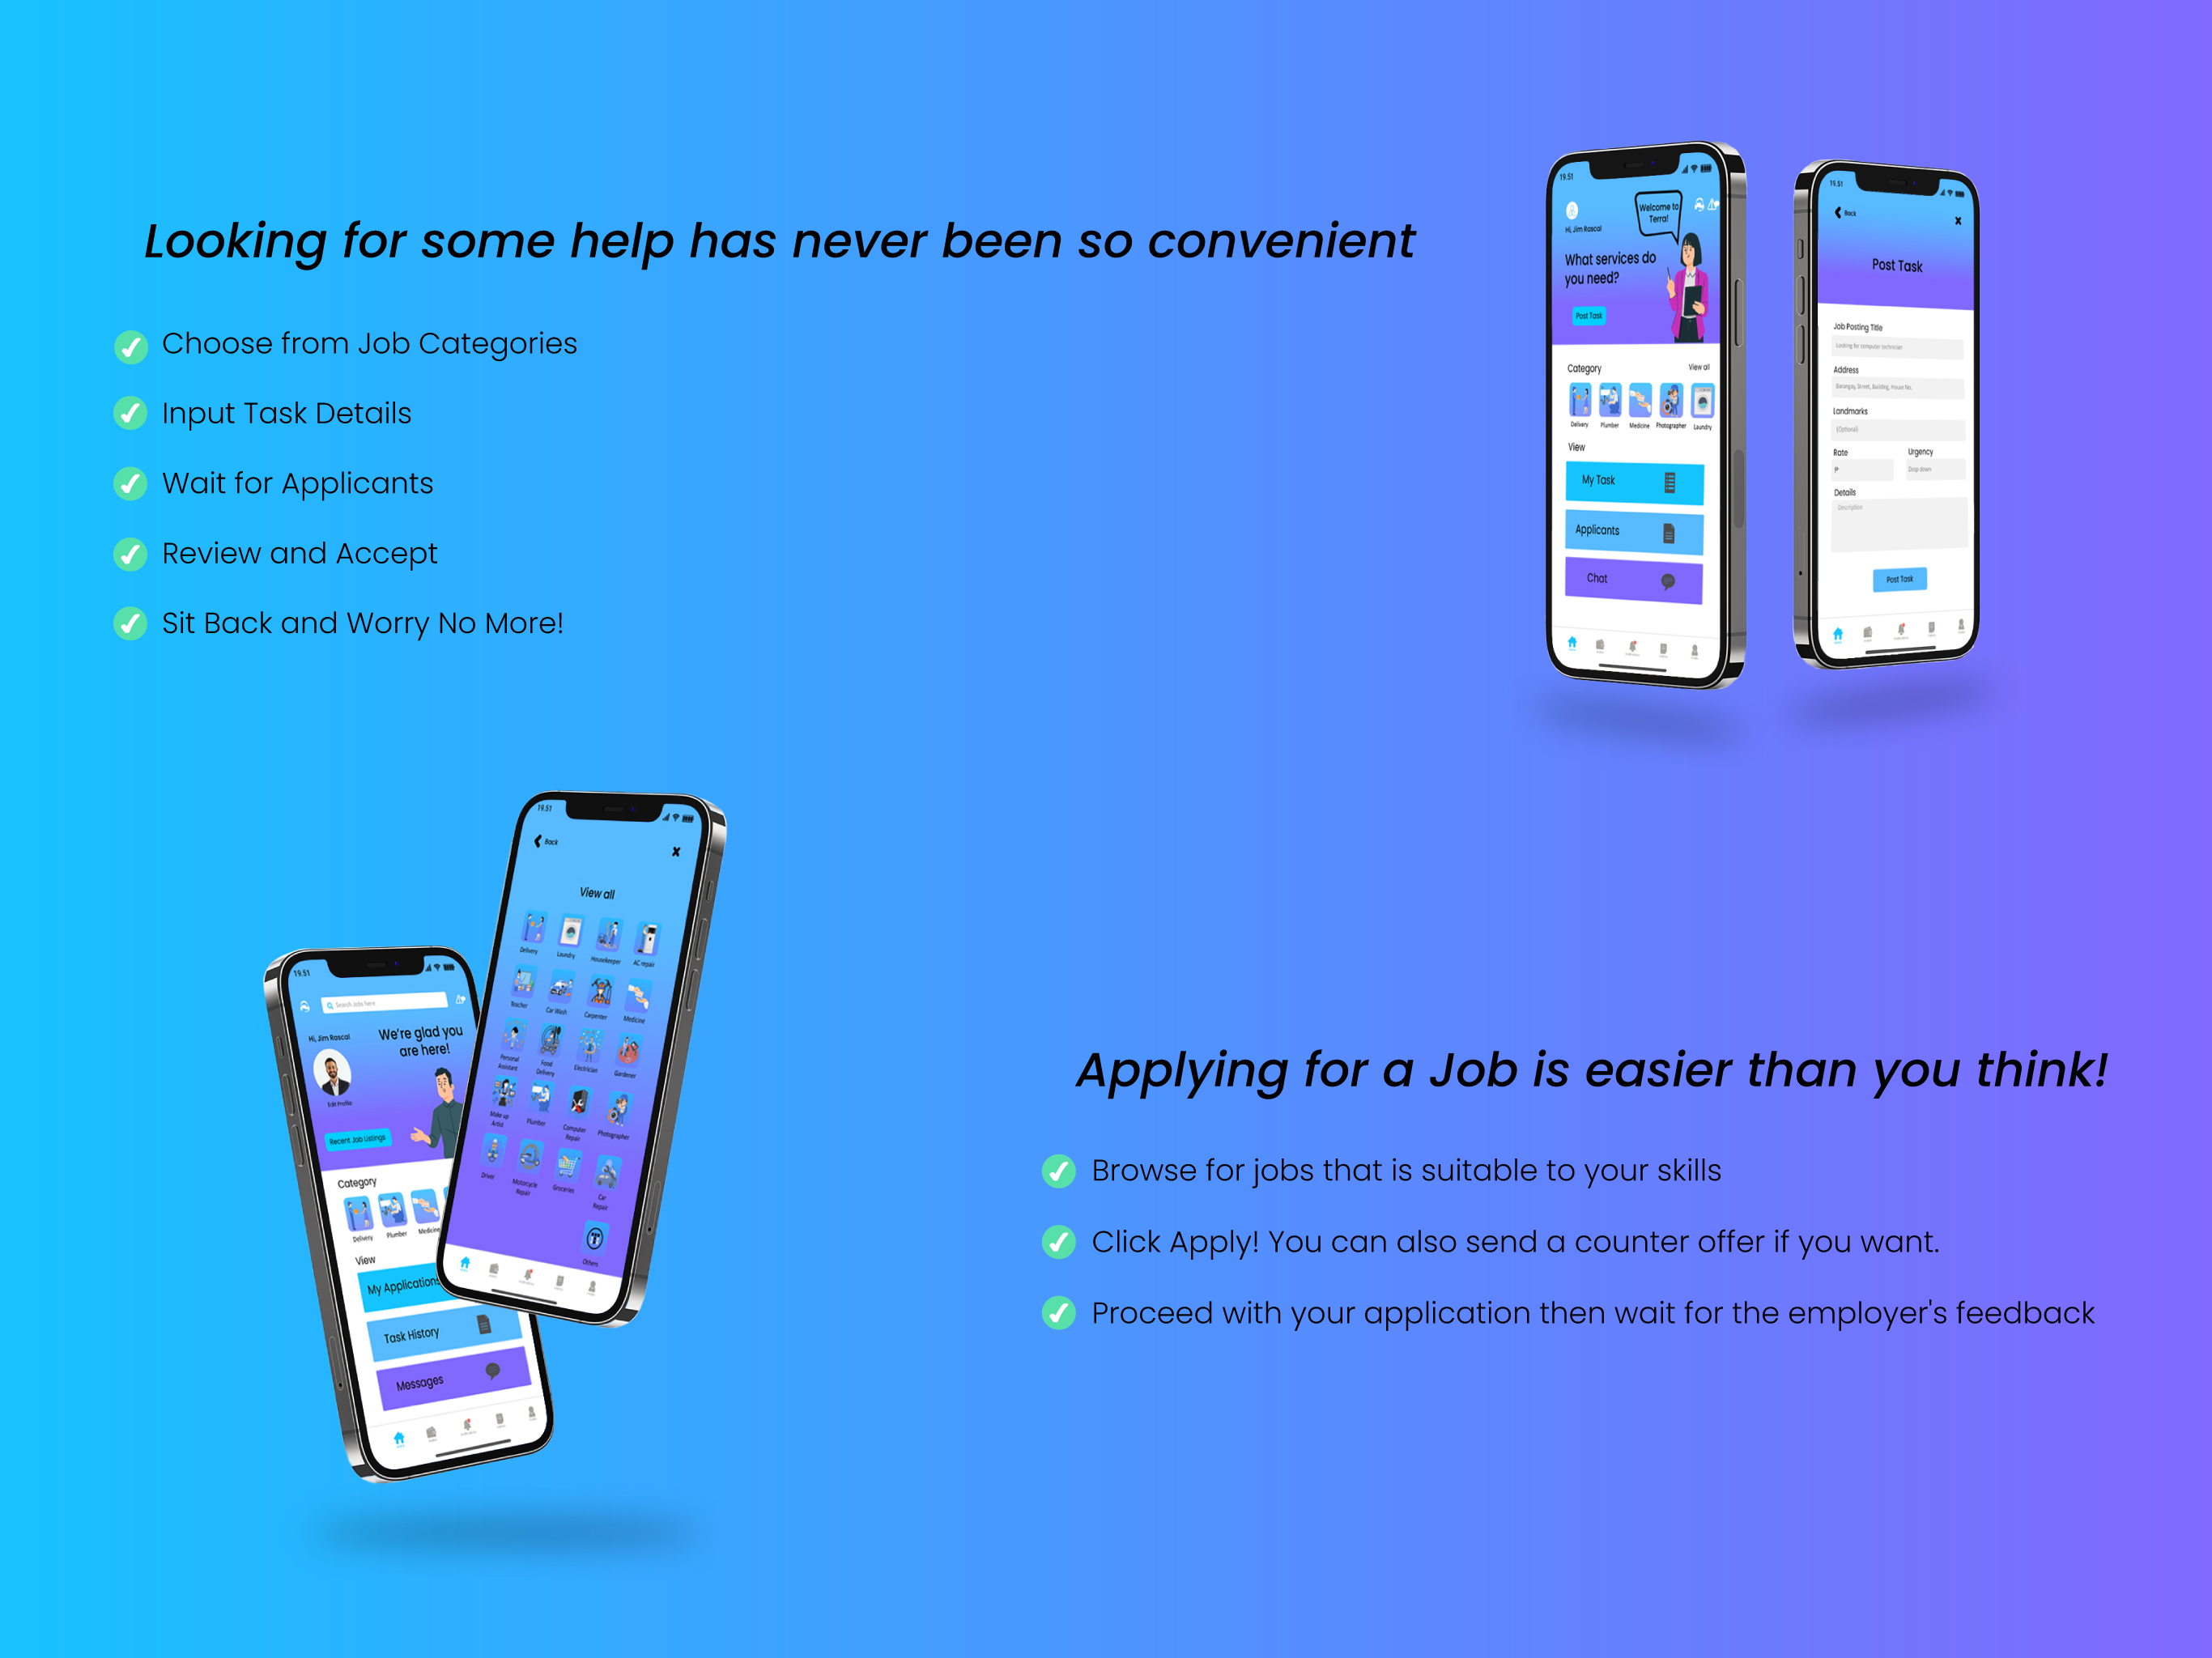 Looking for some help has never been so convenient
Choose from Job Categories
Input Task Details
Wait for Applicants
Review and Accept
Sit Back and Worry No More!
19.51
Welcome to
Terra!
Hi, Jim Rascal
What services do
you need?
Post Task
Category
View all
Delivery
Plumber
Medicine
Photographer
Laundry
View
My Task
Applicants
Chat
19.51
Back
Post Task
Job Posting Title
Looking for computer technician
Address
Barangay, Street, Building, House No.
Landmarks
(Optional)
Rate
Urgency
₱
Drop down
Details
Description
Post Task
19.51
Search Jobs here
Hi, Jim Rascal
We're glad you
are here!
Edit Profile
Recent Job Listings
Category
Delivery
Plumber
Medicine
View
My Applications
Task History
Messages
19.51
Back
View all
Delivery
Laundry
Housekeeper
AC repair
Teacher
Car Wash
Carpenter
Medicine
Personal
Assistant
Food
Delivery
Electrician
Gardener
Make up
Artist
Plumber
Computer
Repair
Photographer
Driver
Motorcycle
Repair
Groceries
Car
Repair
Others
Applying for a Job is easier than you think!
Browse for jobs that is suitable to your skills
Click Apply! You can also send a counter offer if you want.
Proceed with your application then wait for the employer's feedback